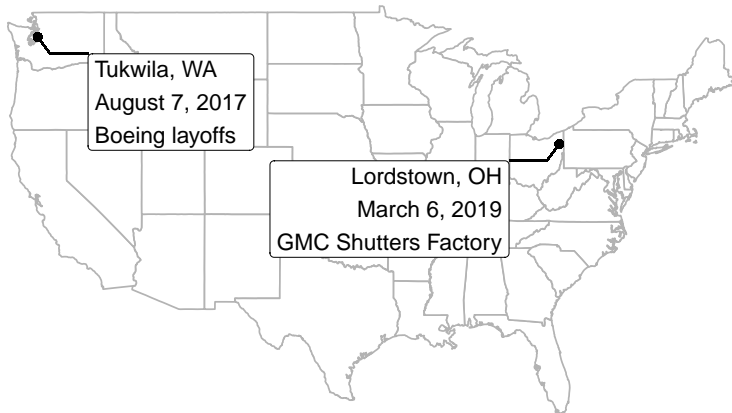 Tukwila, WA
August 7, 2017
Boeing layoffs
Lordstown, OH
March 6, 2019
GMC Shutters Factory